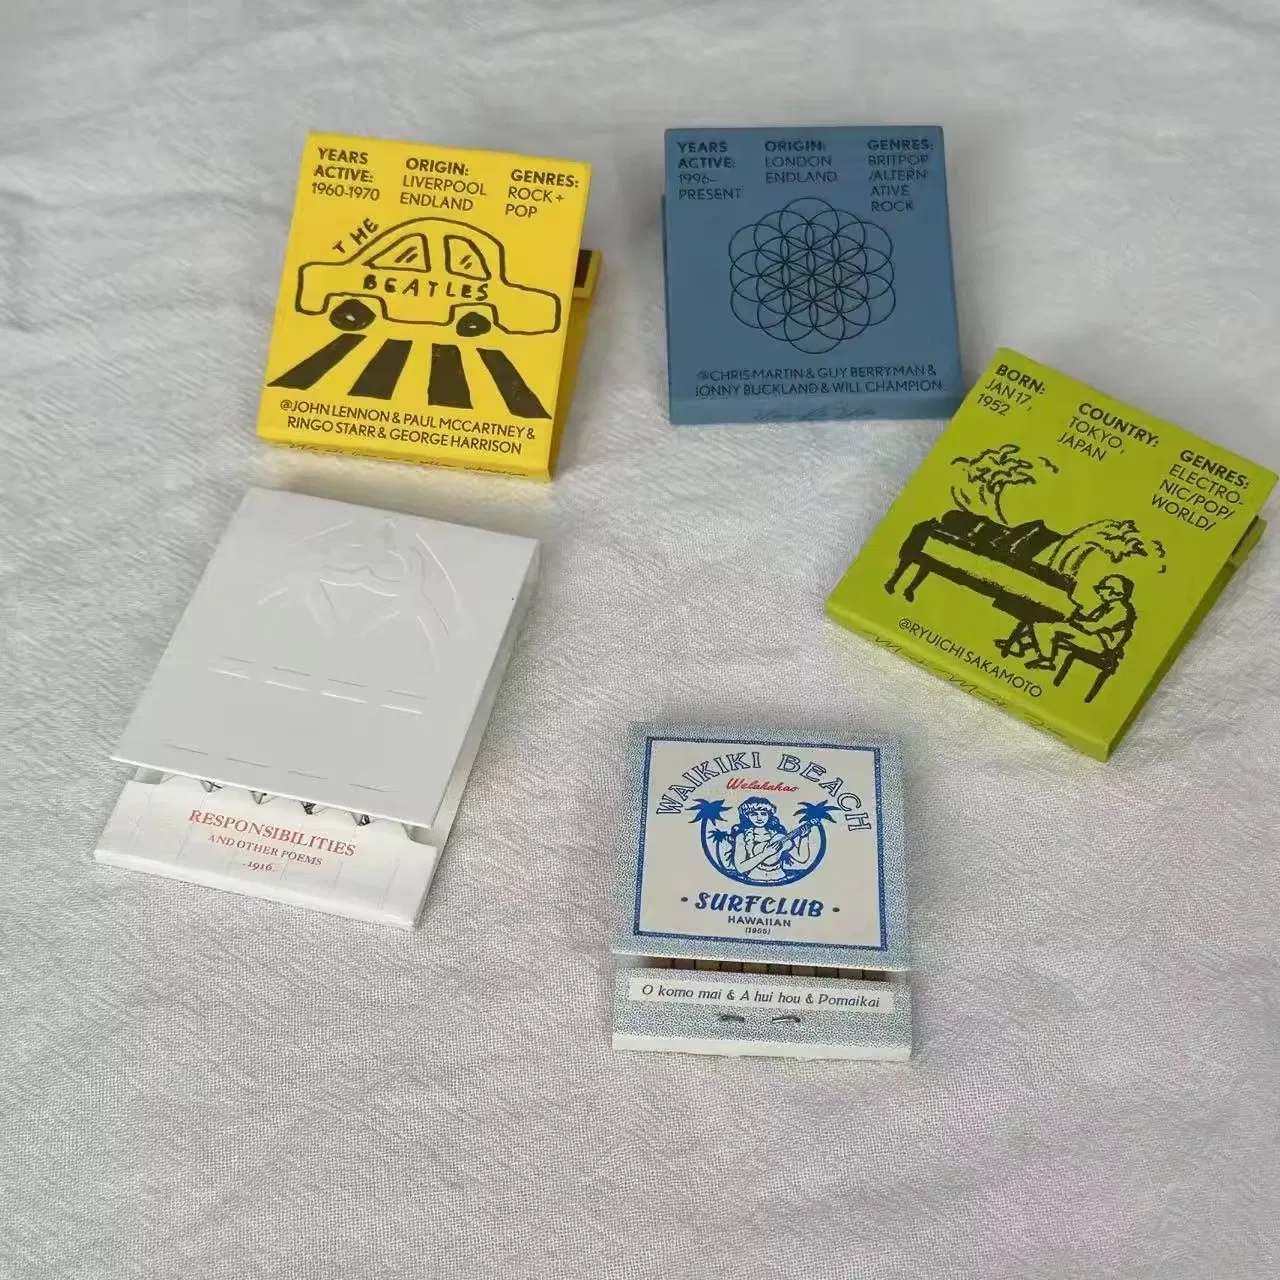 YEARS
ACTIVE:
1960-1970
ORIGIN:
LIVERPOOL
ENDLAND
GENRES:
ROCK +
POP
THE
BEATLES
@JOHN LENNON & PAUL MCCARTNEY &
RINGO STARR & GEORGE HARRISON
YEARS
ACTIVE:
1996-
PRESENT
ORIGIN:
LONDON
ENDLAND
GENRES:
BRITPOP
/ALTERN
ATIVE
ROCK
@CHRIS·MARTIN & GUY BERRYMAN &
JONNY BUCKLAND & WILL CHAMPION
BORN:
JAN 17,
1952
COUNTRY:
TOKYO,
JAPAN
GENRES:
ELECTRO-
NIC/POP/
WORLD/
@RYUICHI SAKAMOTO
RESPONSIBILITIES
AND OTHER POEMS
-1916-
WAIKIKI BEACH
Welakahao
· SURFCLUB ·
HAWAIIAN
(1965)
O komo mai & A hui hou & Pomaikai